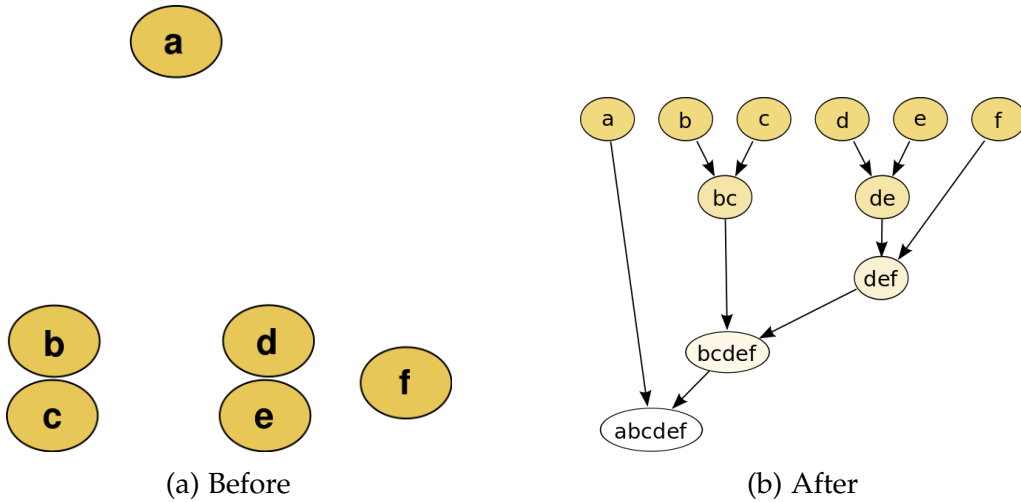 a
b
c
d
e
f
(a) Before
a b c d e f
bc de
def
bcdef
abcdef
(b) After